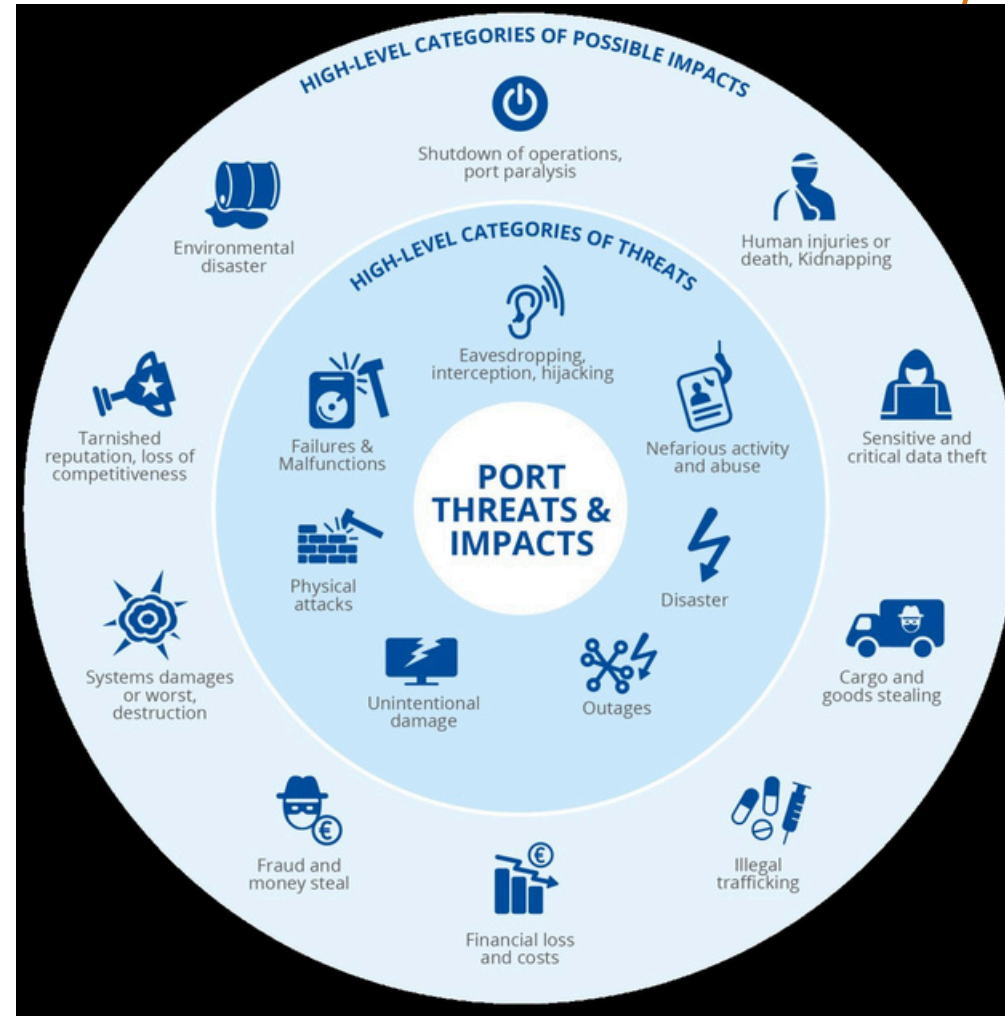 HIGH-LEVEL CATEGORIES OF POSSIBLE IMPACTS
Shutdown of operations,
port paralysis
Human injuries or
death, Kidnapping
Sensitive and
critical data theft
Cargo and
goods stealing
Illegal
trafficking
Financial loss
and costs
Fraud and
money steal
Systems damages
or worst,
destruction
Tarnished
reputation, loss of
competitiveness
Environmental
disaster
HIGH-LEVEL CATEGORIES OF THREATS
Eavesdropping,
interception, hijacking
Nefarious activity
and abuse
Disaster
Outages
Unintentional
damage
Physical
attacks
Failures &
Malfunctions
PORT
THREATS &
IMPACTS